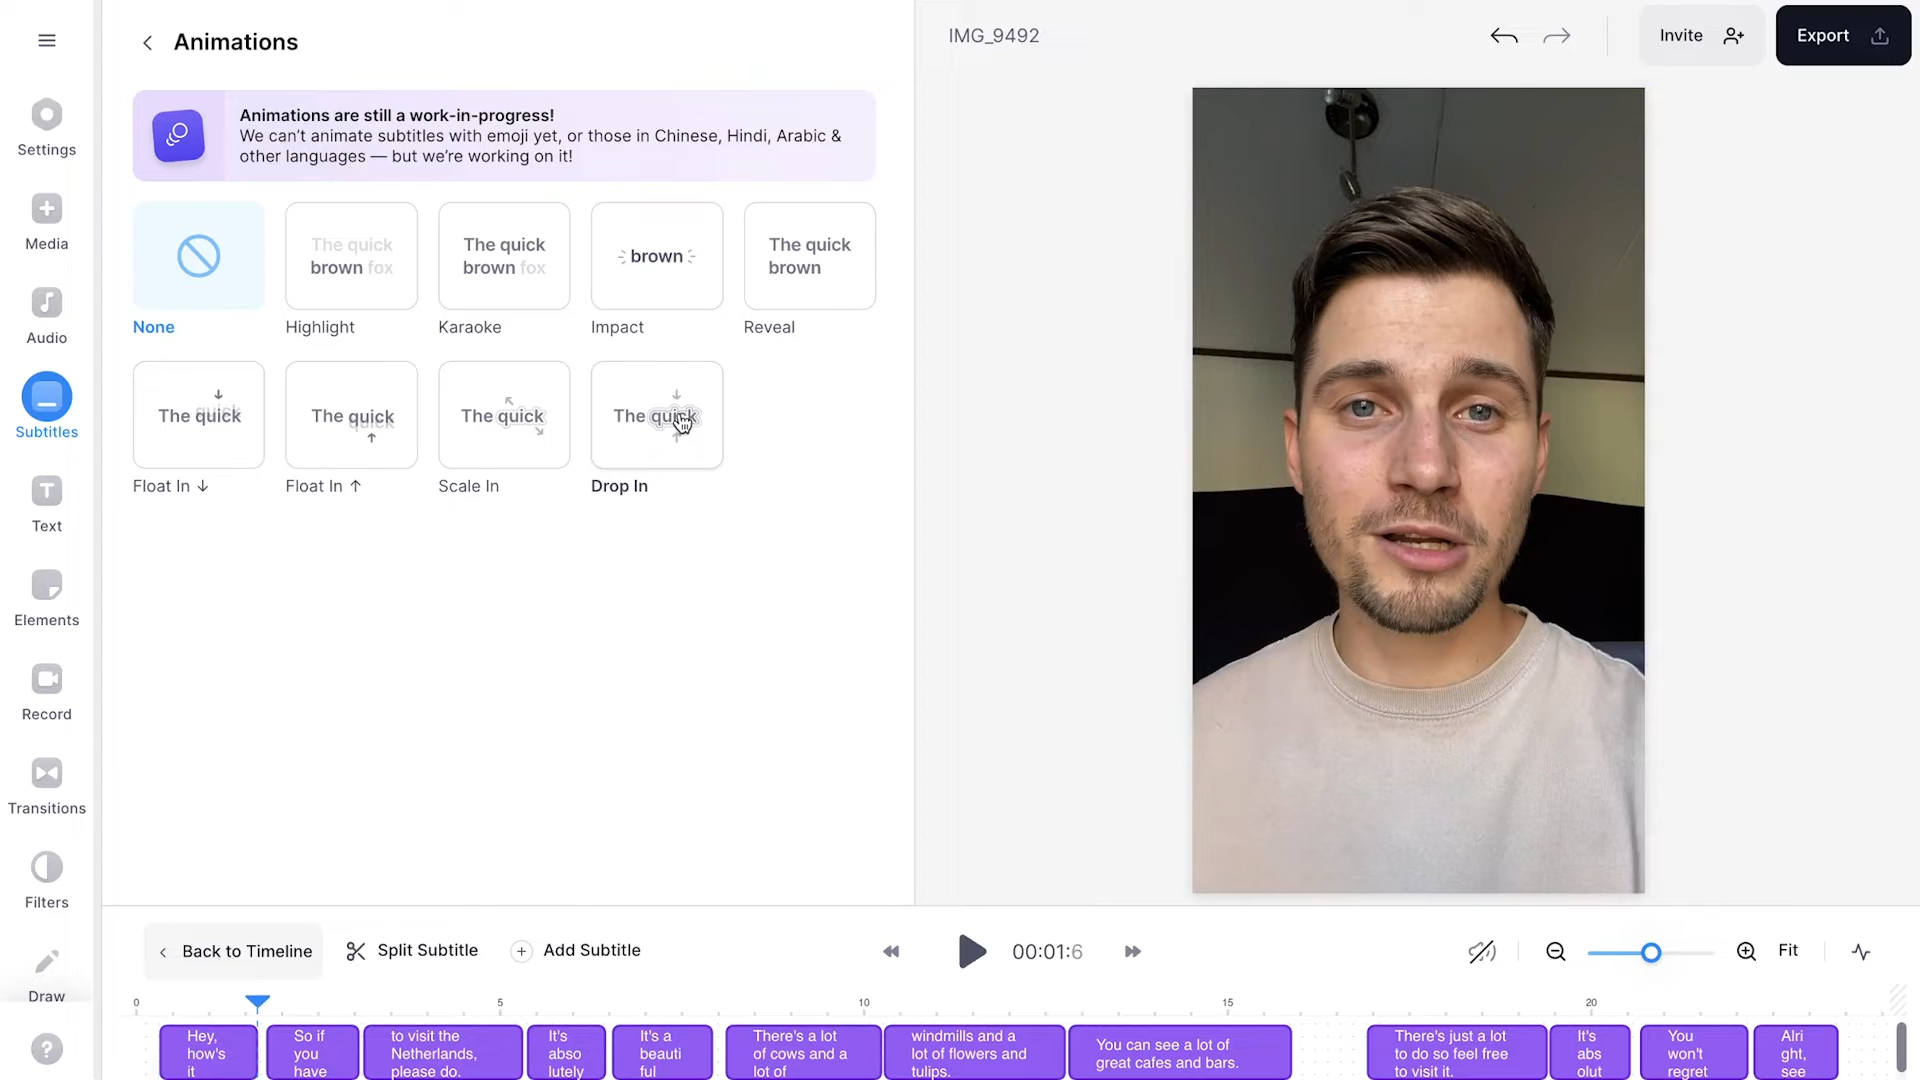 Animations
IMG_9492
Invite
Export
Animations are still a work-in-progress!
We can't animate subtitles with emoji yet, or those in Chinese, Hindi, Arabic &
other languages — but we're working on it!
Settings
Media
Audio
Subtitles
Text
Elements
Record
Transitions
Filters
Draw
?
The quick
brown fox
The quick
brown fox
brown
The quick
brown
None
Highlight
Karaoke
Impact
Reveal
The quick
The quick
The quick
The quick
Float In ↓
Float In ↑
Scale In
Drop In
Back to Timeline
Split Subtitle
Add Subtitle
00:01:6
Fit
0
5
10
15
20
Hey,
how's
it
So if
you
have
to visit the
Netherlands,
please do.
It's
abso
lutely
It's a
beauti
ful
There's a lot
of cows and a
lot of
windmills and a
lot of flowers and
tulips.
You can see a lot of
great cafes and bars.
There's just a lot
to do so feel free
to visit it.
It's
abs
olut
You
won't
regret
Alri
ght,
see